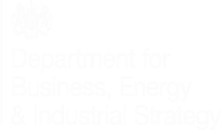 Department for
Business, Energy
& Industrial Strategy